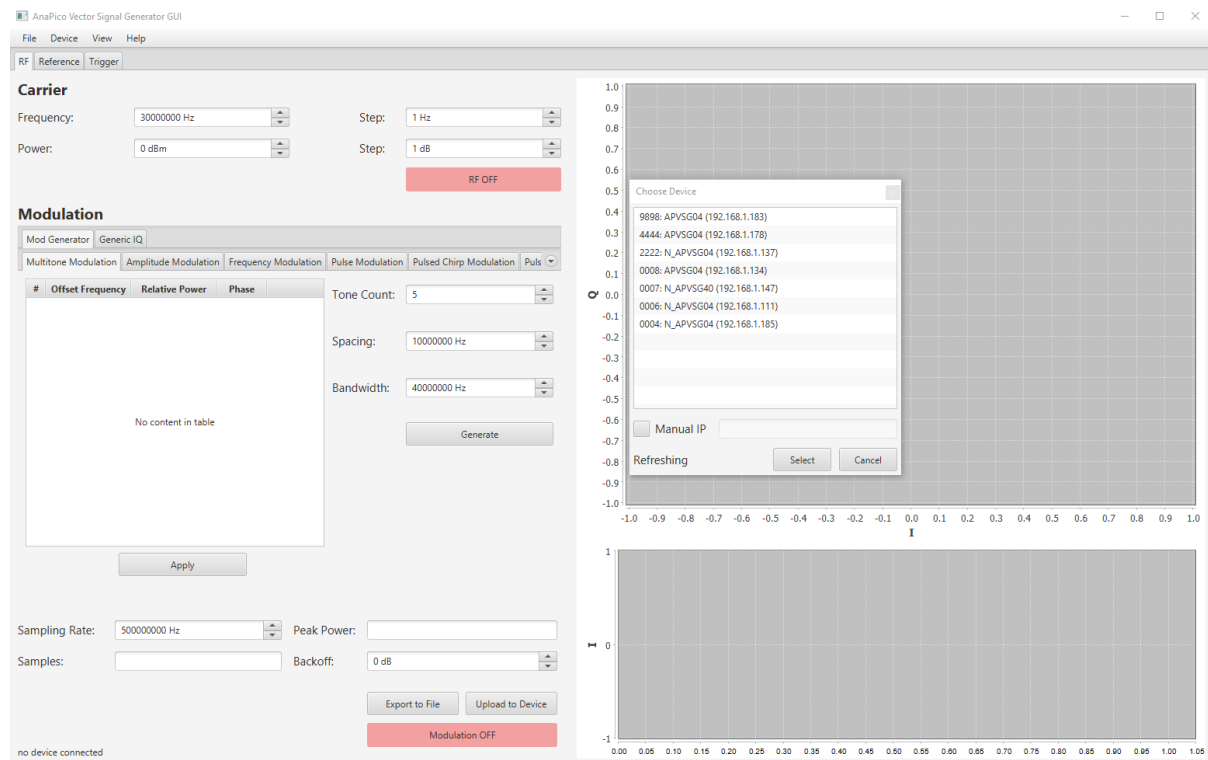 AnaPico Vector Signal Generator GUI
File Device View Help
RF Reference Trigger
Carrier
Frequency: 30000000 Hz Step: 1 Hz
Power: 0 dBm Step: 1 dB
RF OFF
Modulation
Mod Generator Generic IQ
Multitone Modulation Amplitude Modulation Frequency Modulation Pulse Modulation Pulsed Chirp Modulation Puls
# Offset Frequency Relative Power Phase
No content in table
Tone Count: 5
Spacing: 10000000 Hz
Bandwidth: 40000000 Hz
Generate
Apply
Sampling Rate: 500000000 Hz Peak Power:
Samples: Backoff: 0 dB
Export to File Upload to Device
Modulation OFF
no device connected
1.0
0.9
0.8
0.7
0.6
0.5
0.4
0.3
0.2
0.1
Q 0.0
-0.1
-0.2
-0.3
-0.4
-0.5
-0.6
-0.7
-0.8
-0.9
-1.0
-1.0 -0.9 -0.8 -0.7 -0.6 -0.5 -0.4 -0.3 -0.2 -0.1 0.0 0.1 0.2 0.3 0.4 0.5 0.6 0.7 0.8 0.9 1.0
I
Choose Device
9898: APVSG04 (192.168.1.183)
4444: APVSG04 (192.168.1.178)
2222: N_APVSG04 (192.168.1.137)
0008: APVSG04 (192.168.1.134)
0007: N_APVSG40 (192.168.1.147)
0006: N_APVSG04 (192.168.1.111)
0004: N_APVSG04 (192.168.1.185)
Manual IP
Refreshing Select Cancel
1
I 0
-1
0.00 0.05 0.10 0.15 0.20 0.25 0.30 0.35 0.40 0.45 0.50 0.55 0.60 0.65 0.70 0.75 0.80 0.85 0.90 0.95 1.00 1.05